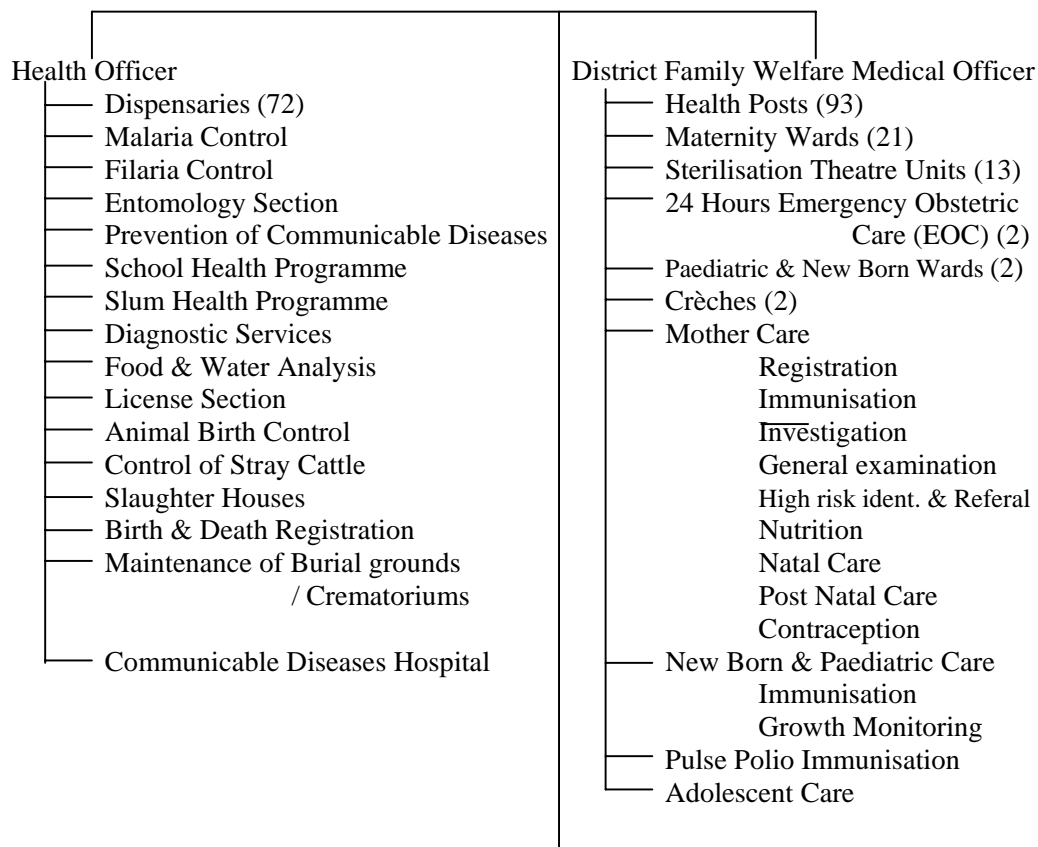 Health Officer
Dispensaries (72)
Malaria Control
Filaria Control
Entomology Section
Prevention of Communicable Diseases
School Health Programme
Slum Health Programme
Diagnostic Services
Food & Water Analysis
License Section
Animal Birth Control
Control of Stray Cattle
Slaughter Houses
Birth & Death Registration
Maintenance of Burial grounds
/ Crematoriums
Communicable Diseases Hospital
District Family Welfare Medical Officer
Health Posts (93)
Maternity Wards (21)
Sterilisation Theatre Units (13)
24 Hours Emergency Obstetric
Care (EOC) (2)
Paediatric & New Born Wards (2)
Crèches (2)
Mother Care
Registration
Immunisation
Investigation
General examination
High risk ident. & Referal
Nutrition
Natal Care
Post Natal Care
Contraception
New Born & Paediatric Care
Immunisation
Growth Monitoring
Pulse Polio Immunisation
Adolescent Care